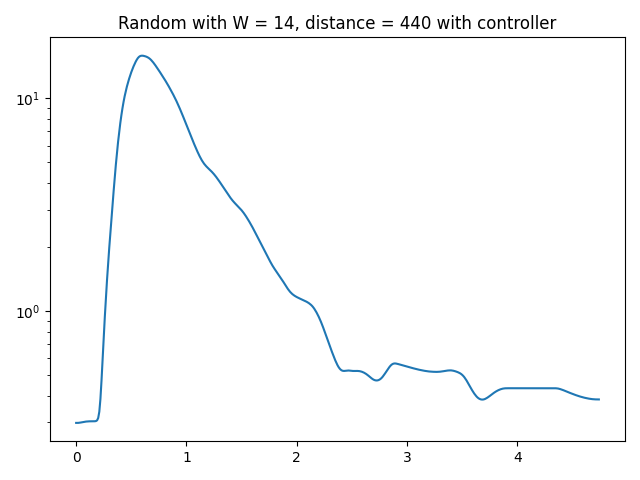 Random with W = 14, distance = 440 with controller
10¹
10⁰
0 1 2 3 4